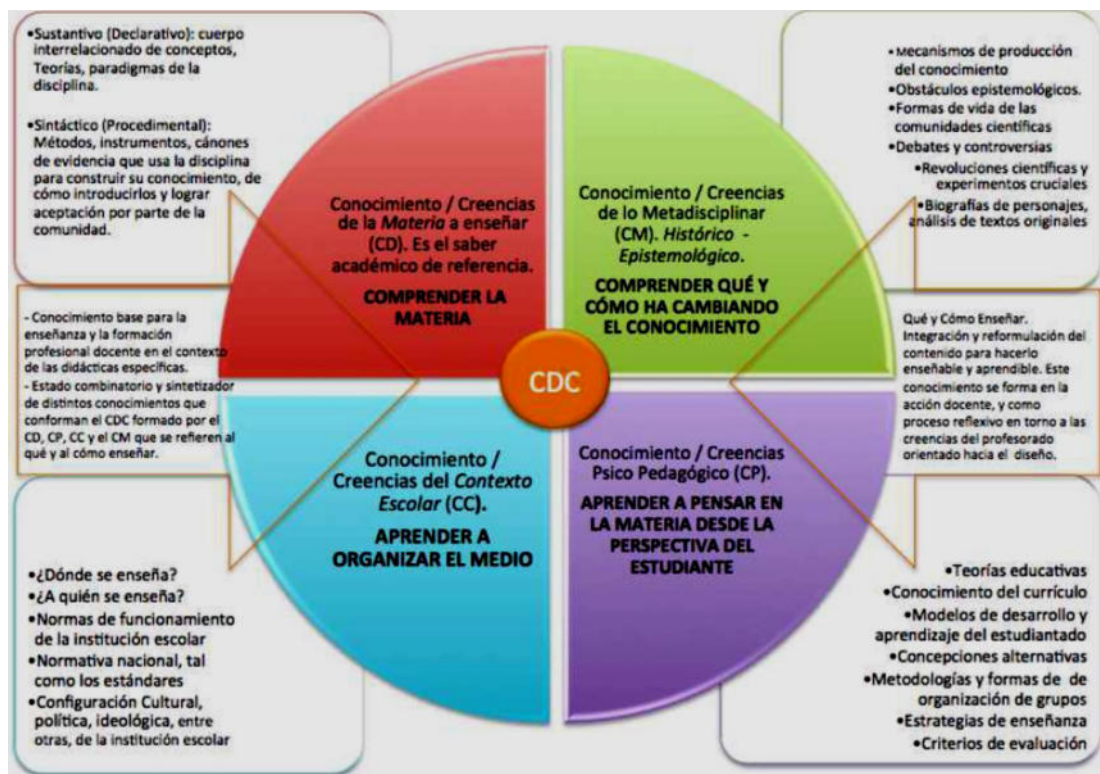 •Sustantivo (Declarativo): cuerpo
interrelacionado de conceptos,
Teorías, paradigmas de la
disciplina.
•Sintáctico (Procedimental):
Métodos, instrumentos, cánones
de evidencia que usa la disciplina
para construir su conocimiento, de
cómo introducirlos y lograr
aceptación por parte de la
comunidad.
Conocimiento / Creencias
de la Materia a enseñar (CD). Es el saber
académico de referencia.
COMPRENDER LA
MATERIA
Conocimiento / Creencias
de lo Metadisciplinar
(CM). Histórico -
Epistemológico.
COMPRENDER QUÉ Y
CÓMO HA CAMBIANDO
EL CONOCIMIENTO
• Mecanismos de producción
del conocimiento
•Obstáculos epistemológicos.
•Formas de vida de las
comunidades científicas
•Debates y controversias
•Revoluciones científicas y
experimentos cruciales
•Biografías de personajes,
análisis de textos originales
- Conocimiento base para la
enseñanza y la formación
profesional docente en el contexto
de las didácticas específicas.
- Estado combinatorio y sintetizador
de distintos conocimientos que
conforman el CDC formado por el
CD, CP, CC y el CM que se refieren al
qué y al cómo enseñar.
CDC
Qué y Cómo Enseñar.
Integración y reformulación del
contenido para hacerlo
enseñable y aprendible. Este
conocimiento se forma en la
acción docente, y como
proceso reflexivo en torno a las
creencias del profesorado
orientado hacia el diseño.
Conocimiento /
Creencias del Contexto
Escolar (CC).
APRENDER A
ORGANIZAR EL MEDIO
Conocimiento / Creencias
Psico Pedagógico (CP).
APRENDER A PENSAR EN
LA MATERIA DESDE LA
PERSPECTIVA DEL
ESTUDIANTE
•¿Dónde se enseña?
•¿A quién se enseña?
•Normas de funcionamiento
de la institución escolar
•Normativa nacional, tal
como los estándares
•Configuración Cultural,
política, ideológica, entre
otras, de la institución escolar
•Teorías educativas
•Conocimiento del currículo
•Modelos de desarrollo y
aprendizaje del estudiantado
•Concepciones alternativas
•Metodologías y formas de de
organización de grupos
•Estrategias de enseñanza
•Criterios de evaluación